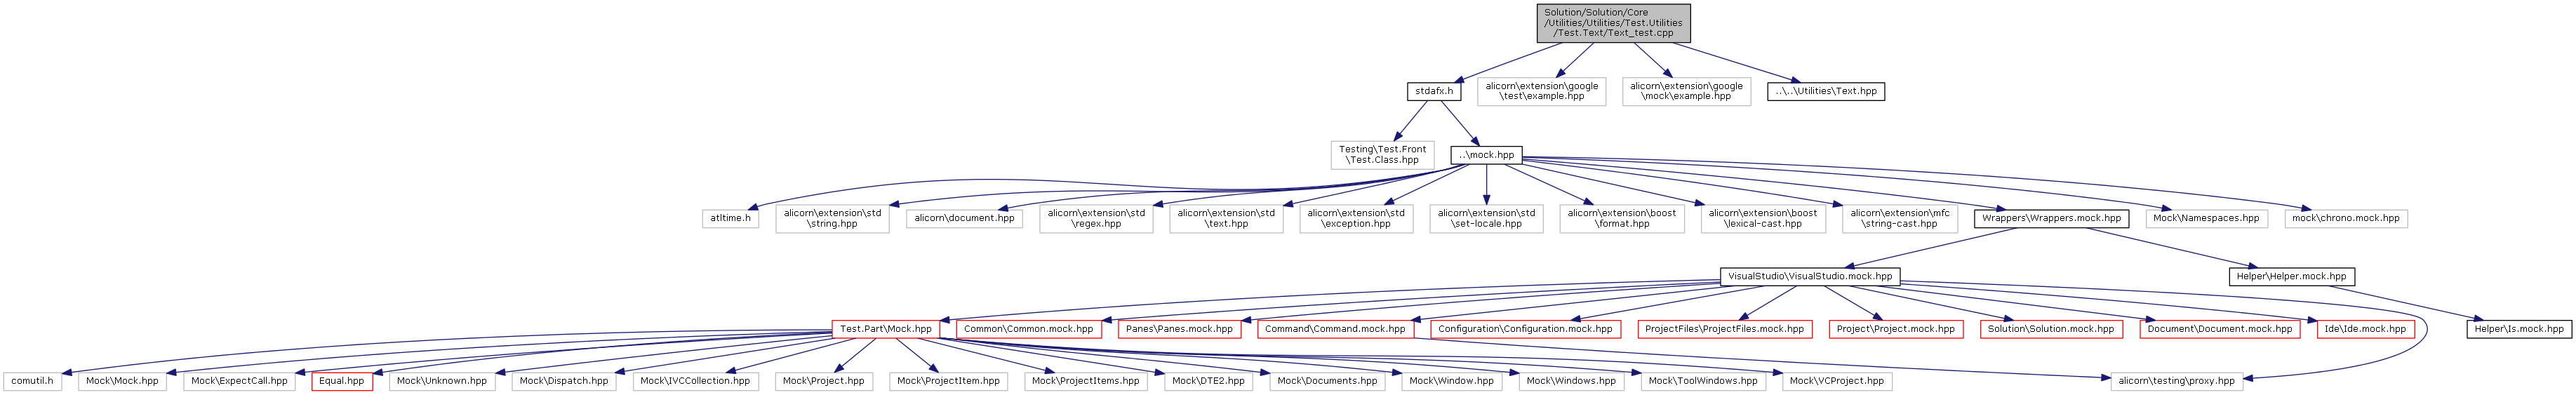 Solution/Solution/Core
/Utilities/Utilities/Test.Utilities
/Test.Text/Text_test.cpp
stdafx.h
alicorn\extension\google
\test\example.hpp
alicorn\extension\google
\mock\example.hpp
..\..\Utilities\Text.hpp
Testing\Test.Front
\Test.Class.hpp
..\mock.hpp
atltime.h
alicorn\extension\std
\string.hpp
alicorn\document.hpp
alicorn\extension\std
\regex.hpp
alicorn\extension\std
\text.hpp
alicorn\extension\std
\exception.hpp
alicorn\extension\std
\set-locale.hpp
alicorn\extension\boost
\format.hpp
alicorn\extension\boost
\lexical-cast.hpp
alicorn\extension\mfc
\string-cast.hpp
Wrappers\Wrappers.mock.hpp
Mock\Namespaces.hpp
mock\chrono.mock.hpp
VisualStudio\VisualStudio.mock.hpp
Helper\Helper.mock.hpp
Test.Part\Mock.hpp
Common\Common.mock.hpp
Panes\Panes.mock.hpp
Command\Command.mock.hpp
Configuration\Configuration.mock.hpp
ProjectFiles\ProjectFiles.mock.hpp
Project\Project.mock.hpp
Solution\Solution.mock.hpp
Document\Document.mock.hpp
Ide\Ide.mock.hpp
Helper\Is.mock.hpp
comutil.h
Mock\Mock.hpp
Mock\ExpectCall.hpp
Equal.hpp
Mock\Unknown.hpp
Mock\Dispatch.hpp
Mock\IVCCollection.hpp
Mock\Project.hpp
Mock\ProjectItem.hpp
Mock\ProjectItems.hpp
Mock\DTE2.hpp
Mock\Documents.hpp
Mock\Window.hpp
Mock\Windows.hpp
Mock\ToolWindows.hpp
Mock\VCProject.hpp
alicorn\testing\proxy.hpp